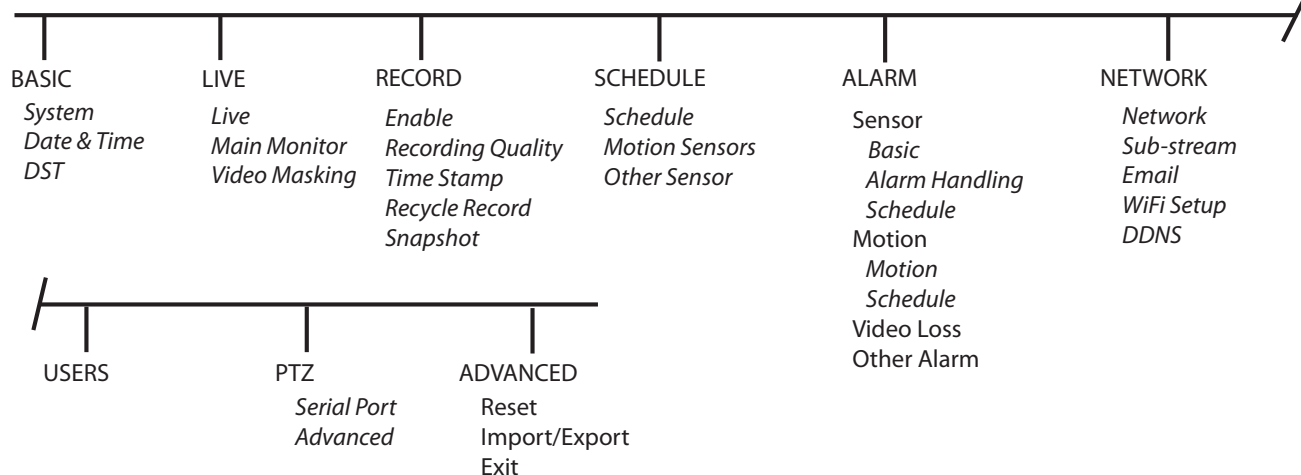 BASIC
System
Date & Time
DST
LIVE
Live
Main Monitor
Video Masking
RECORD
Enable
Recording Quality
Time Stamp
Recycle Record
Snapshot
SCHEDULE
Schedule
Motion Sensors
Other Sensor
ALARM
Sensor
Basic
Alarm Handling
Schedule
Motion
Motion
Schedule
Video Loss
Other Alarm
NETWORK
Network
Sub-stream
Email
WiFi Setup
DDNS
USERS
PTZ
Serial Port
Advanced
ADVANCED
Reset
Import/Export
Exit